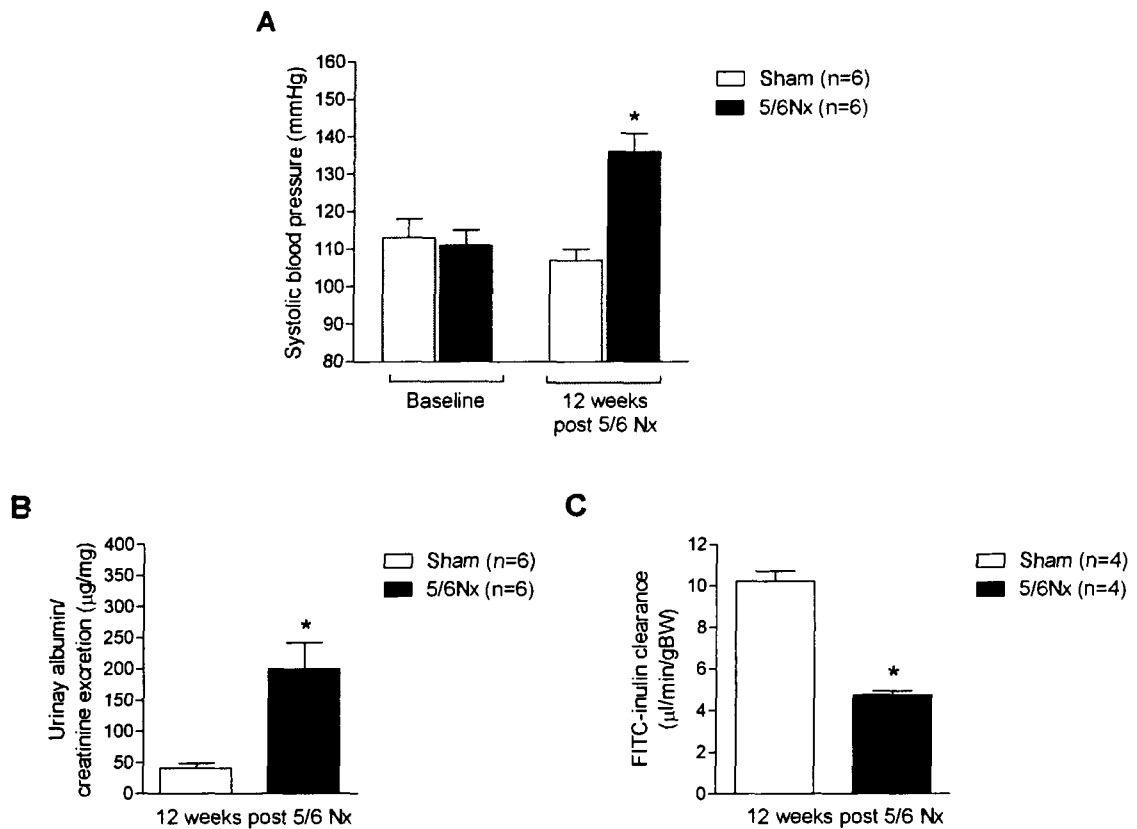 A
Systolic blood pressure (mmHg)
160
150
140
130
120
110
100
90
80
*
Sham (n=6)
5/6Nx (n=6)
Baseline
12 weeks
post 5/6 Nx
B
Urinay albumin/
creatinine excretion (μg/mg)
400
350
300
250
200
150
100
50
0
*
Sham (n=6)
5/6Nx (n=6)
12 weeks post 5/6 Nx
C
FITC-inulin clearance
(μl/min/gBW)
12
10
8
6
4
2
0
*
Sham (n=4)
5/6Nx (n=4)
12 weeks post 5/6 Nx